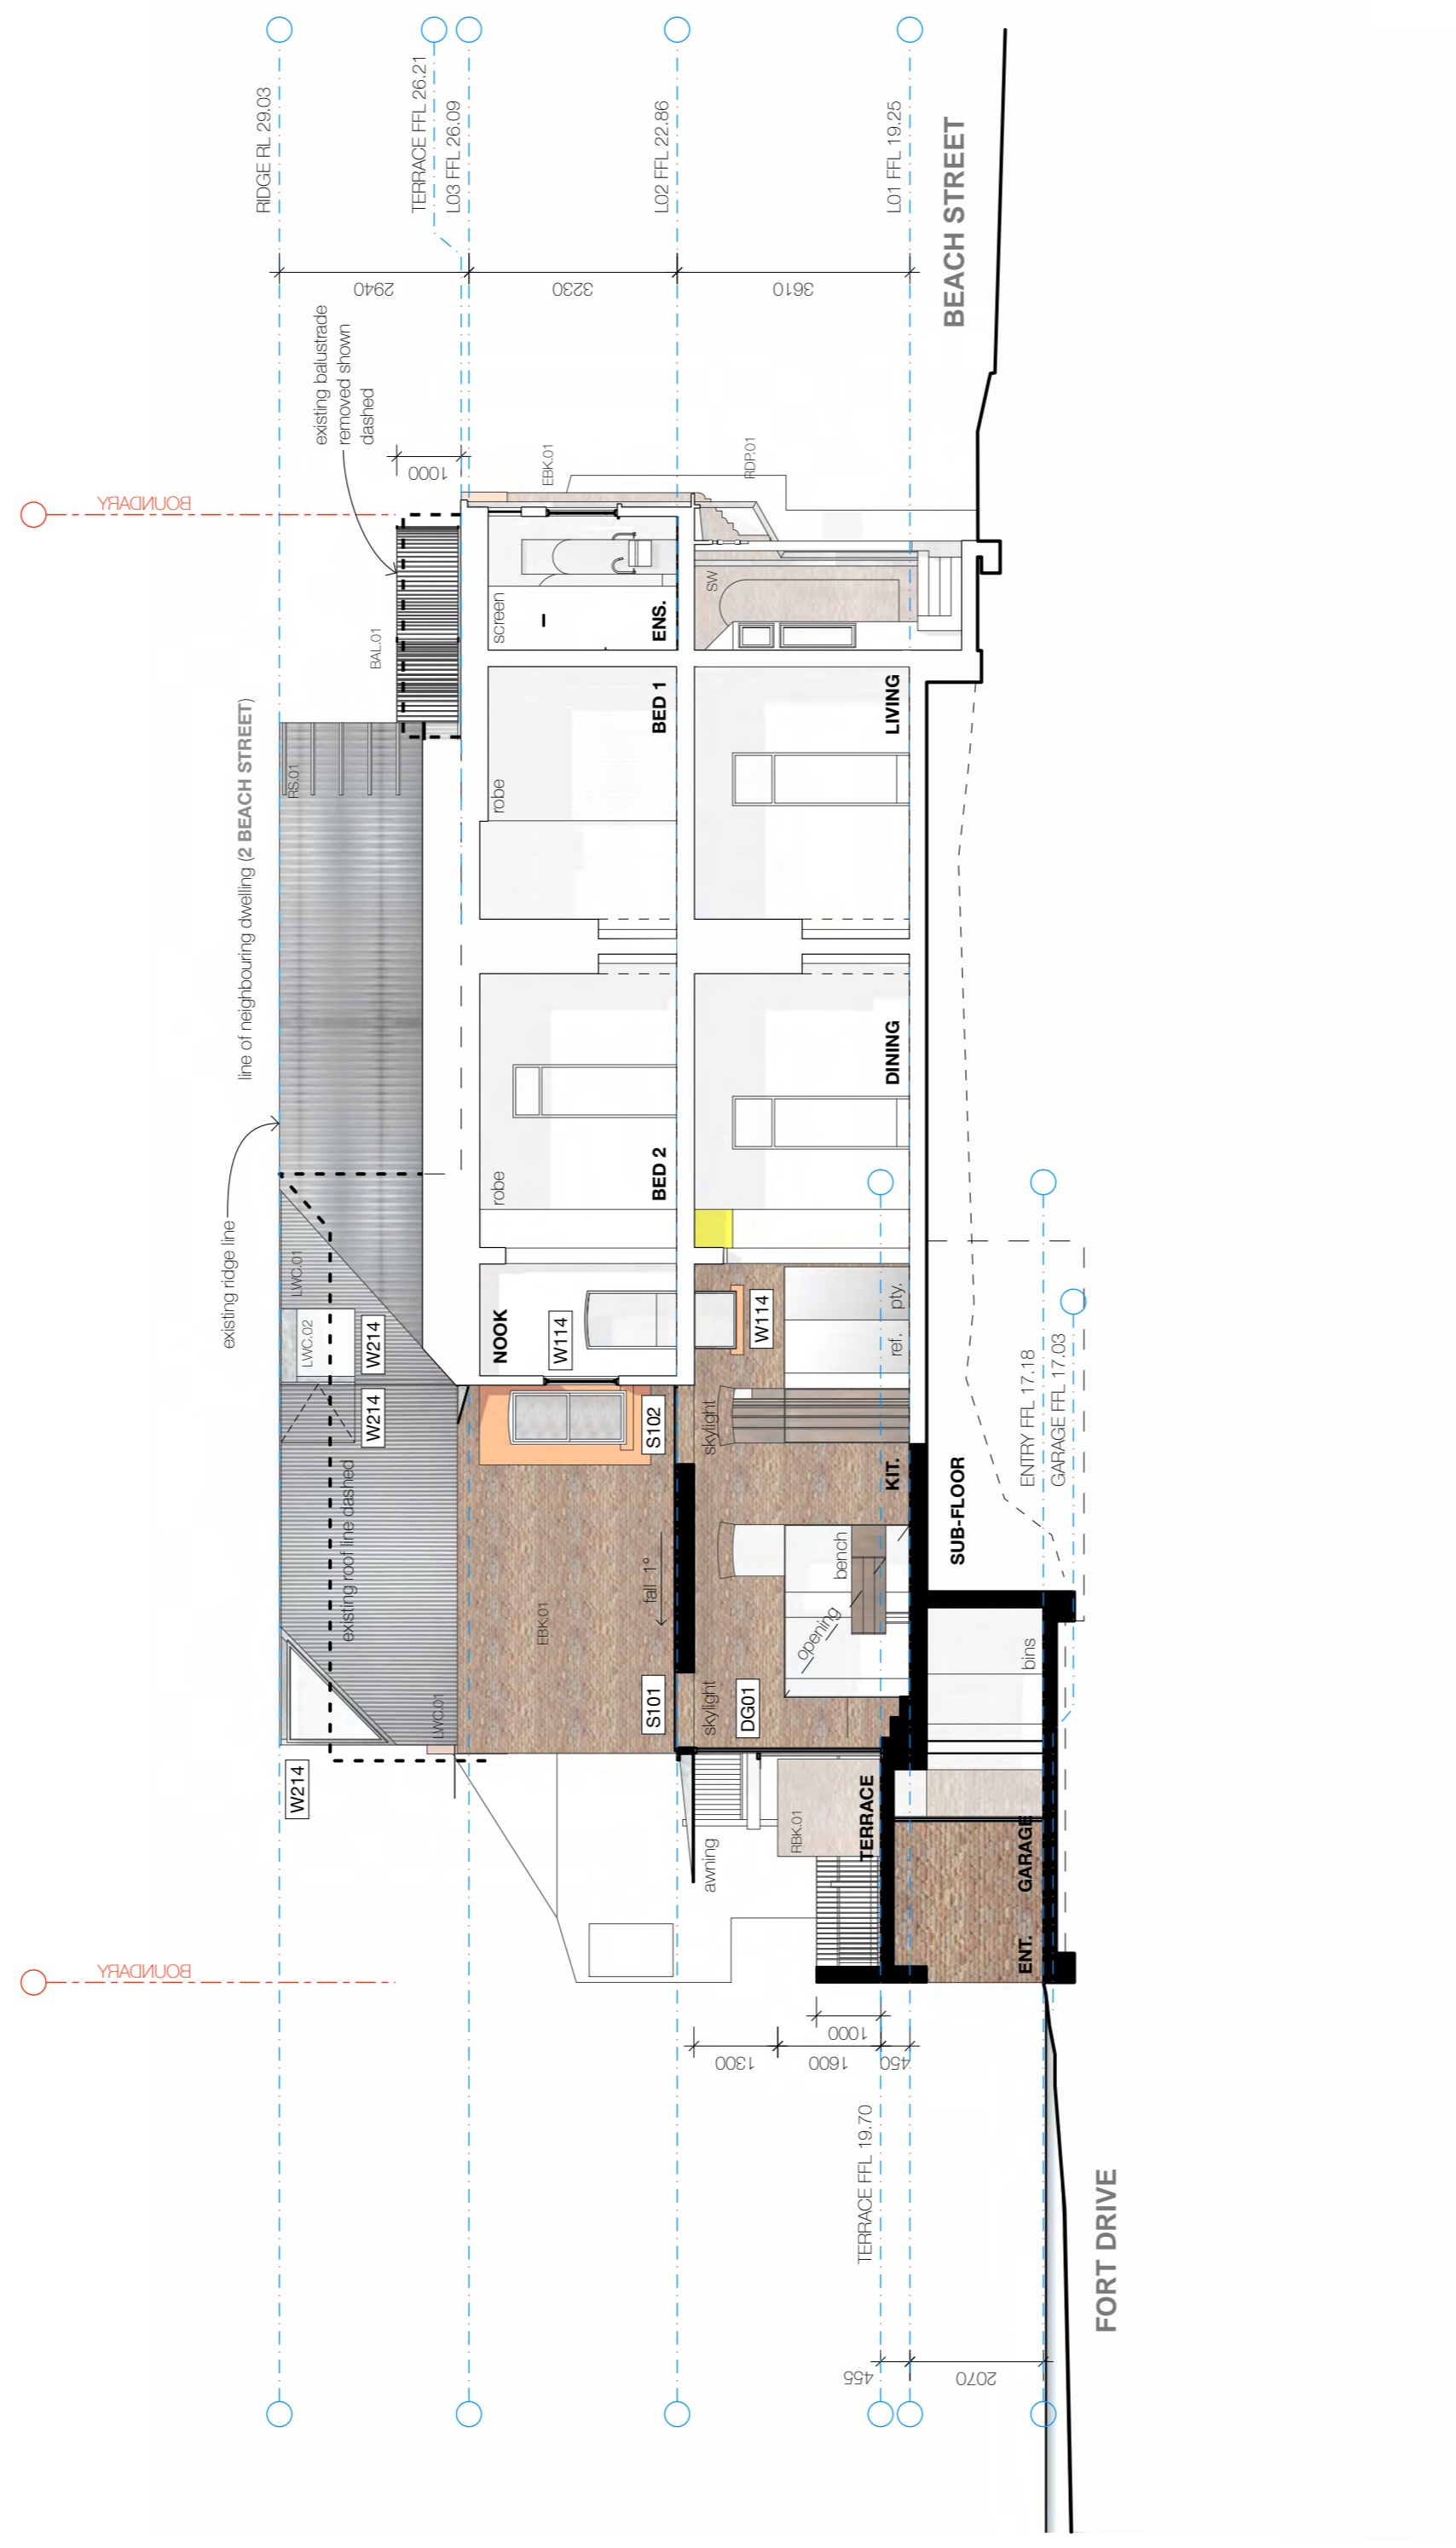 BOUNDARY
BOUNDARY
RIDGE RL 29.03
TERRACE FFL 26.21
L03 FFL 26.09
L02 FFL 22.86
L01 FFL 19.25
2940
3230
3610
1000
existing balustrade
removed shown
dashed
BEACH STREET
line of neighbouring dwelling (2 BEACH STREET)
existing ridge line
BAL.01
EBK.01
RDP.01
RS.01
screen
ENS.
SW
robe
BED 1
LIVING
robe
BED 2
DINING
LWC.01
LWC.02
W214
W214
W214
existing roof line dashed
LWC.01
NOOK
W114
W114
ref.
pty.
S102
skylight
KIT.
EBK.01
fall 1°
S101
skylight
DG01
opening
bench
SUB-FLOOR
ENTRY FFL 17.18
GARAGE FFL 17.03
bins
awning
RBK.01
TERRACE
ENT.
GARAGE
1000
1300
1600
450
TERRACE FFL 19.70
455
2070
FORT DRIVE